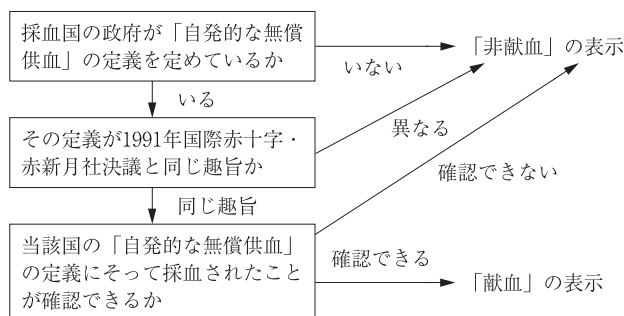 採血国の政府が「自発的な無償
供血」の定義を定めているか
いない
「非献血」の表示
いる
その定義が1991年国際赤十字・
赤新月社決議と同じ趣旨か
異なる
確認できない
同じ趣旨
当該国の「自発的な無償供血」
の定義にそって採血されたこと
が確認できるか
確認できる
「献血」の表示